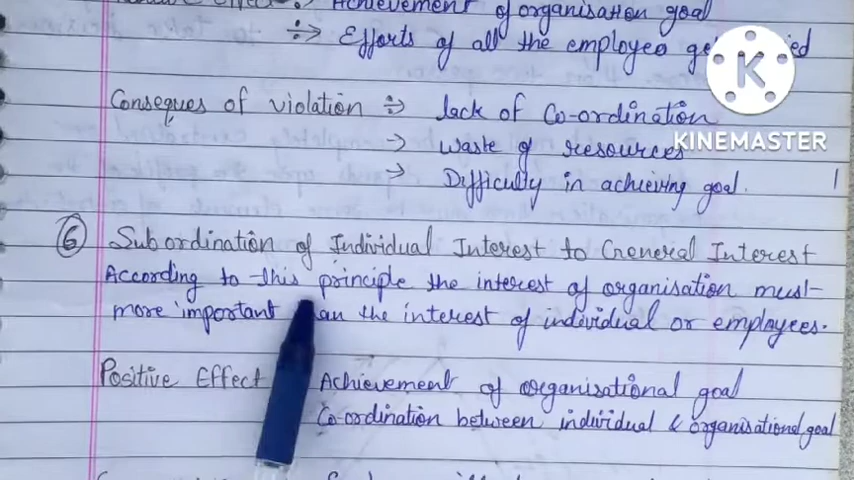 Achievement of organisation goal
÷> Efforts of all the employee
Conseques of violation ÷> lack of Co-ordination
-> Waste of resources
-> Difficulty in achieving goal.
K
KINEMASTER
6 Subordination of Individual Interest to General Interest
According to this principle the interest of organisation must
more important the interest of individual or employees.
Positive Effect Achievement of organisational goal
Co-ordination between individual & organisational goal